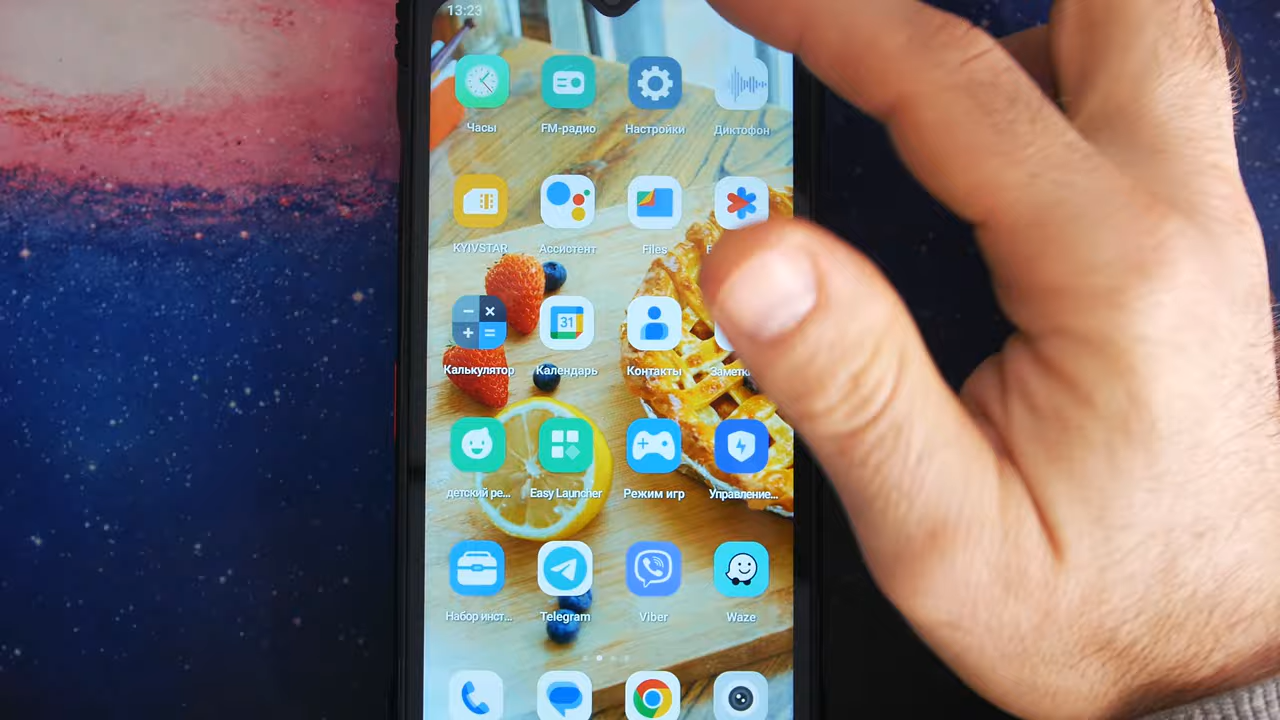 13:23
Часы
FM-радио
Настройки
Диктофон
KYIVSTAR
Ассистент
Files
Калькулятор
31
Календарь
Контакты
детский ре...
Easy Launcher
Режим игр
Управление...
Набор инст...
Telegram
Viber
Waze